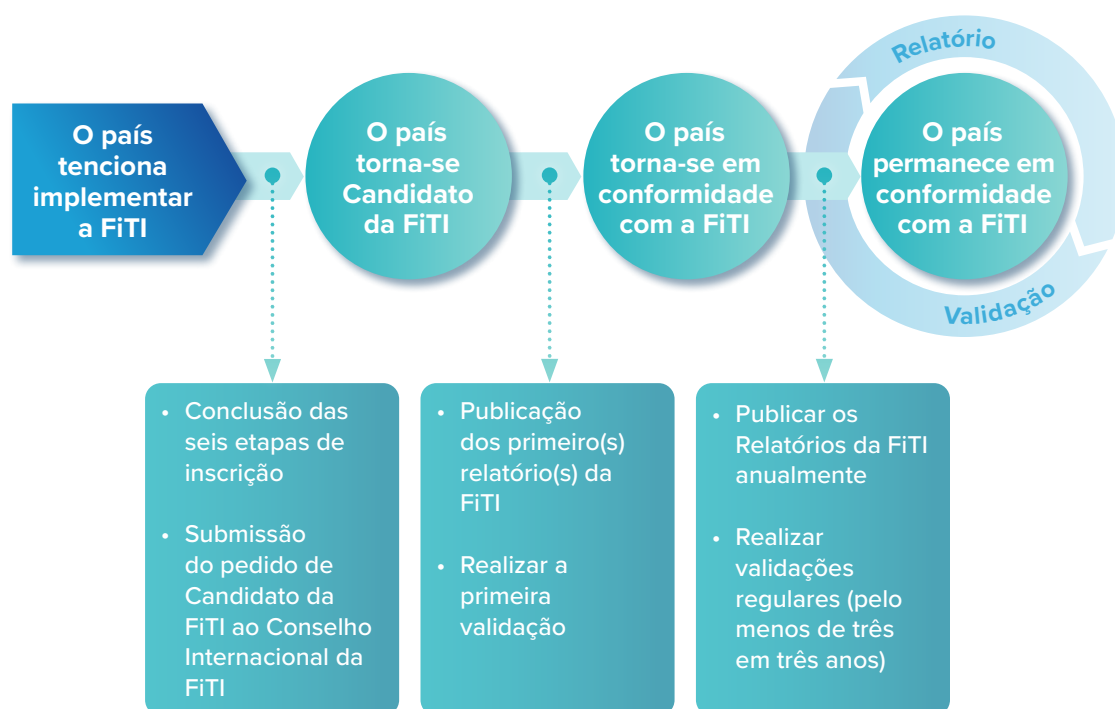 O país
tenciona
implementar
a FiTI
O país
torna-se
Candidato
da FiTI
O país
torna-se em
conformidade
com a FiTI
Relatório
O país
permanece em
conformidade
com a FiTI
Validação
• Conclusão das
seis etapas de
inscrição
• Submissão
do pedido de
Candidato da
FiTI ao Conselho
Internacional da
FiTI
• Publicação
dos primeiro(s)
relatório(s) da
FiTI
• Realizar a
primeira
validação
• Publicar os
Relatórios da FiTI
anualmente
• Realizar
validações
regulares (pelo
menos de três
em três anos)